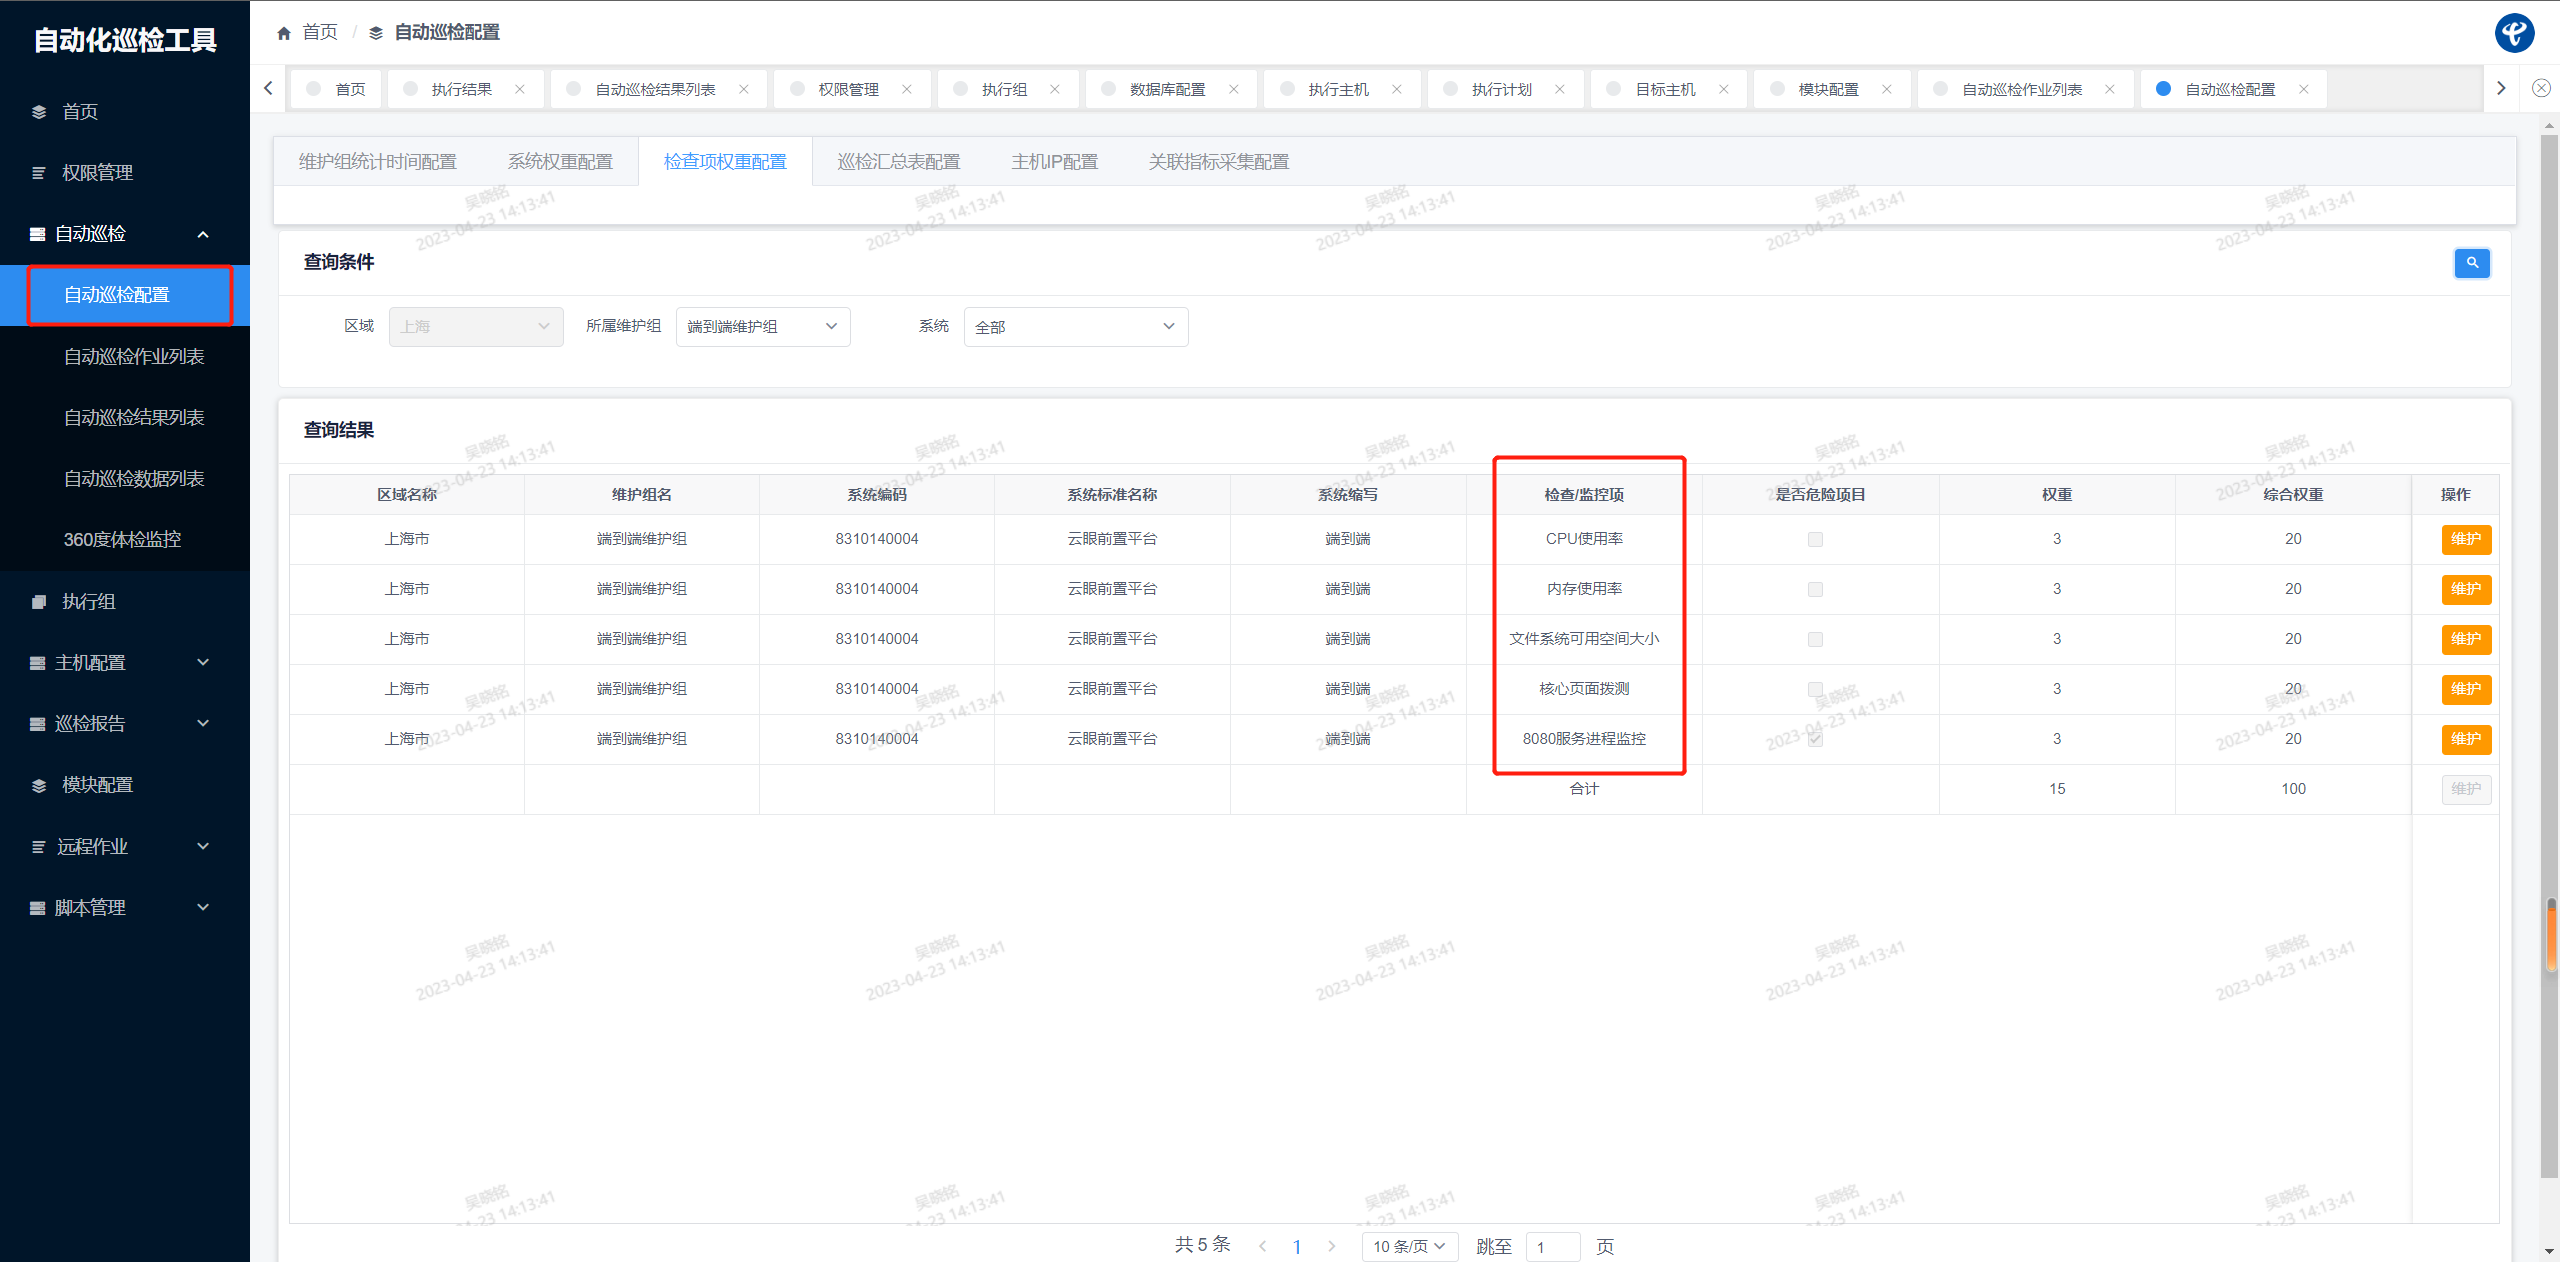 自动化巡检工具
首页
权限管理
自动巡检
自动巡检配置
自动巡检作业列表
自动巡检结果列表
自动巡检数据列表
360度体检监控
执行组
主机配置
巡检报告
模块配置
远程作业
脚本管理
首页 / 自动巡检配置
首页 执行结果 自动巡检结果列表 权限管理 执行组 数据库配置 执行主机 执行计划 目标主机 模块配置 自动巡检作业列表 自动巡检配置
维护组统计时间配置 系统权重配置 检查项权重配置 巡检汇总表配置 主机IP配置 关联指标采集配置
查询条件
区域 上海 所属维护组 端到端维护组 系统 全部
查询结果
区域名称 维护组名 系统编码 系统标准名称 系统缩写 检查/监控项 是否危险项目 权重 综合权重 操作
上海市 端到端维护组 8310140004 云眼前置平台 端到端 CPU使用率 3 20 维护
上海市 端到端维护组 8310140004 云眼前置平台 端到端 内存使用率 3 20 维护
上海市 端到端维护组 8310140004 云眼前置平台 端到端 文件系统可用空间大小 3 20 维护
上海市 端到端维护组 8310140004 云眼前置平台 端到端 核心页面拨测 3 20 维护
上海市 端到端维护组 8310140004 云眼前置平台 端到端 8080服务进程监控 3 20 维护
合计 15 100 维护
共 5 条 1 10 条/页 跳至 1 页
吴晓铭
2023-04-23 14:13:41